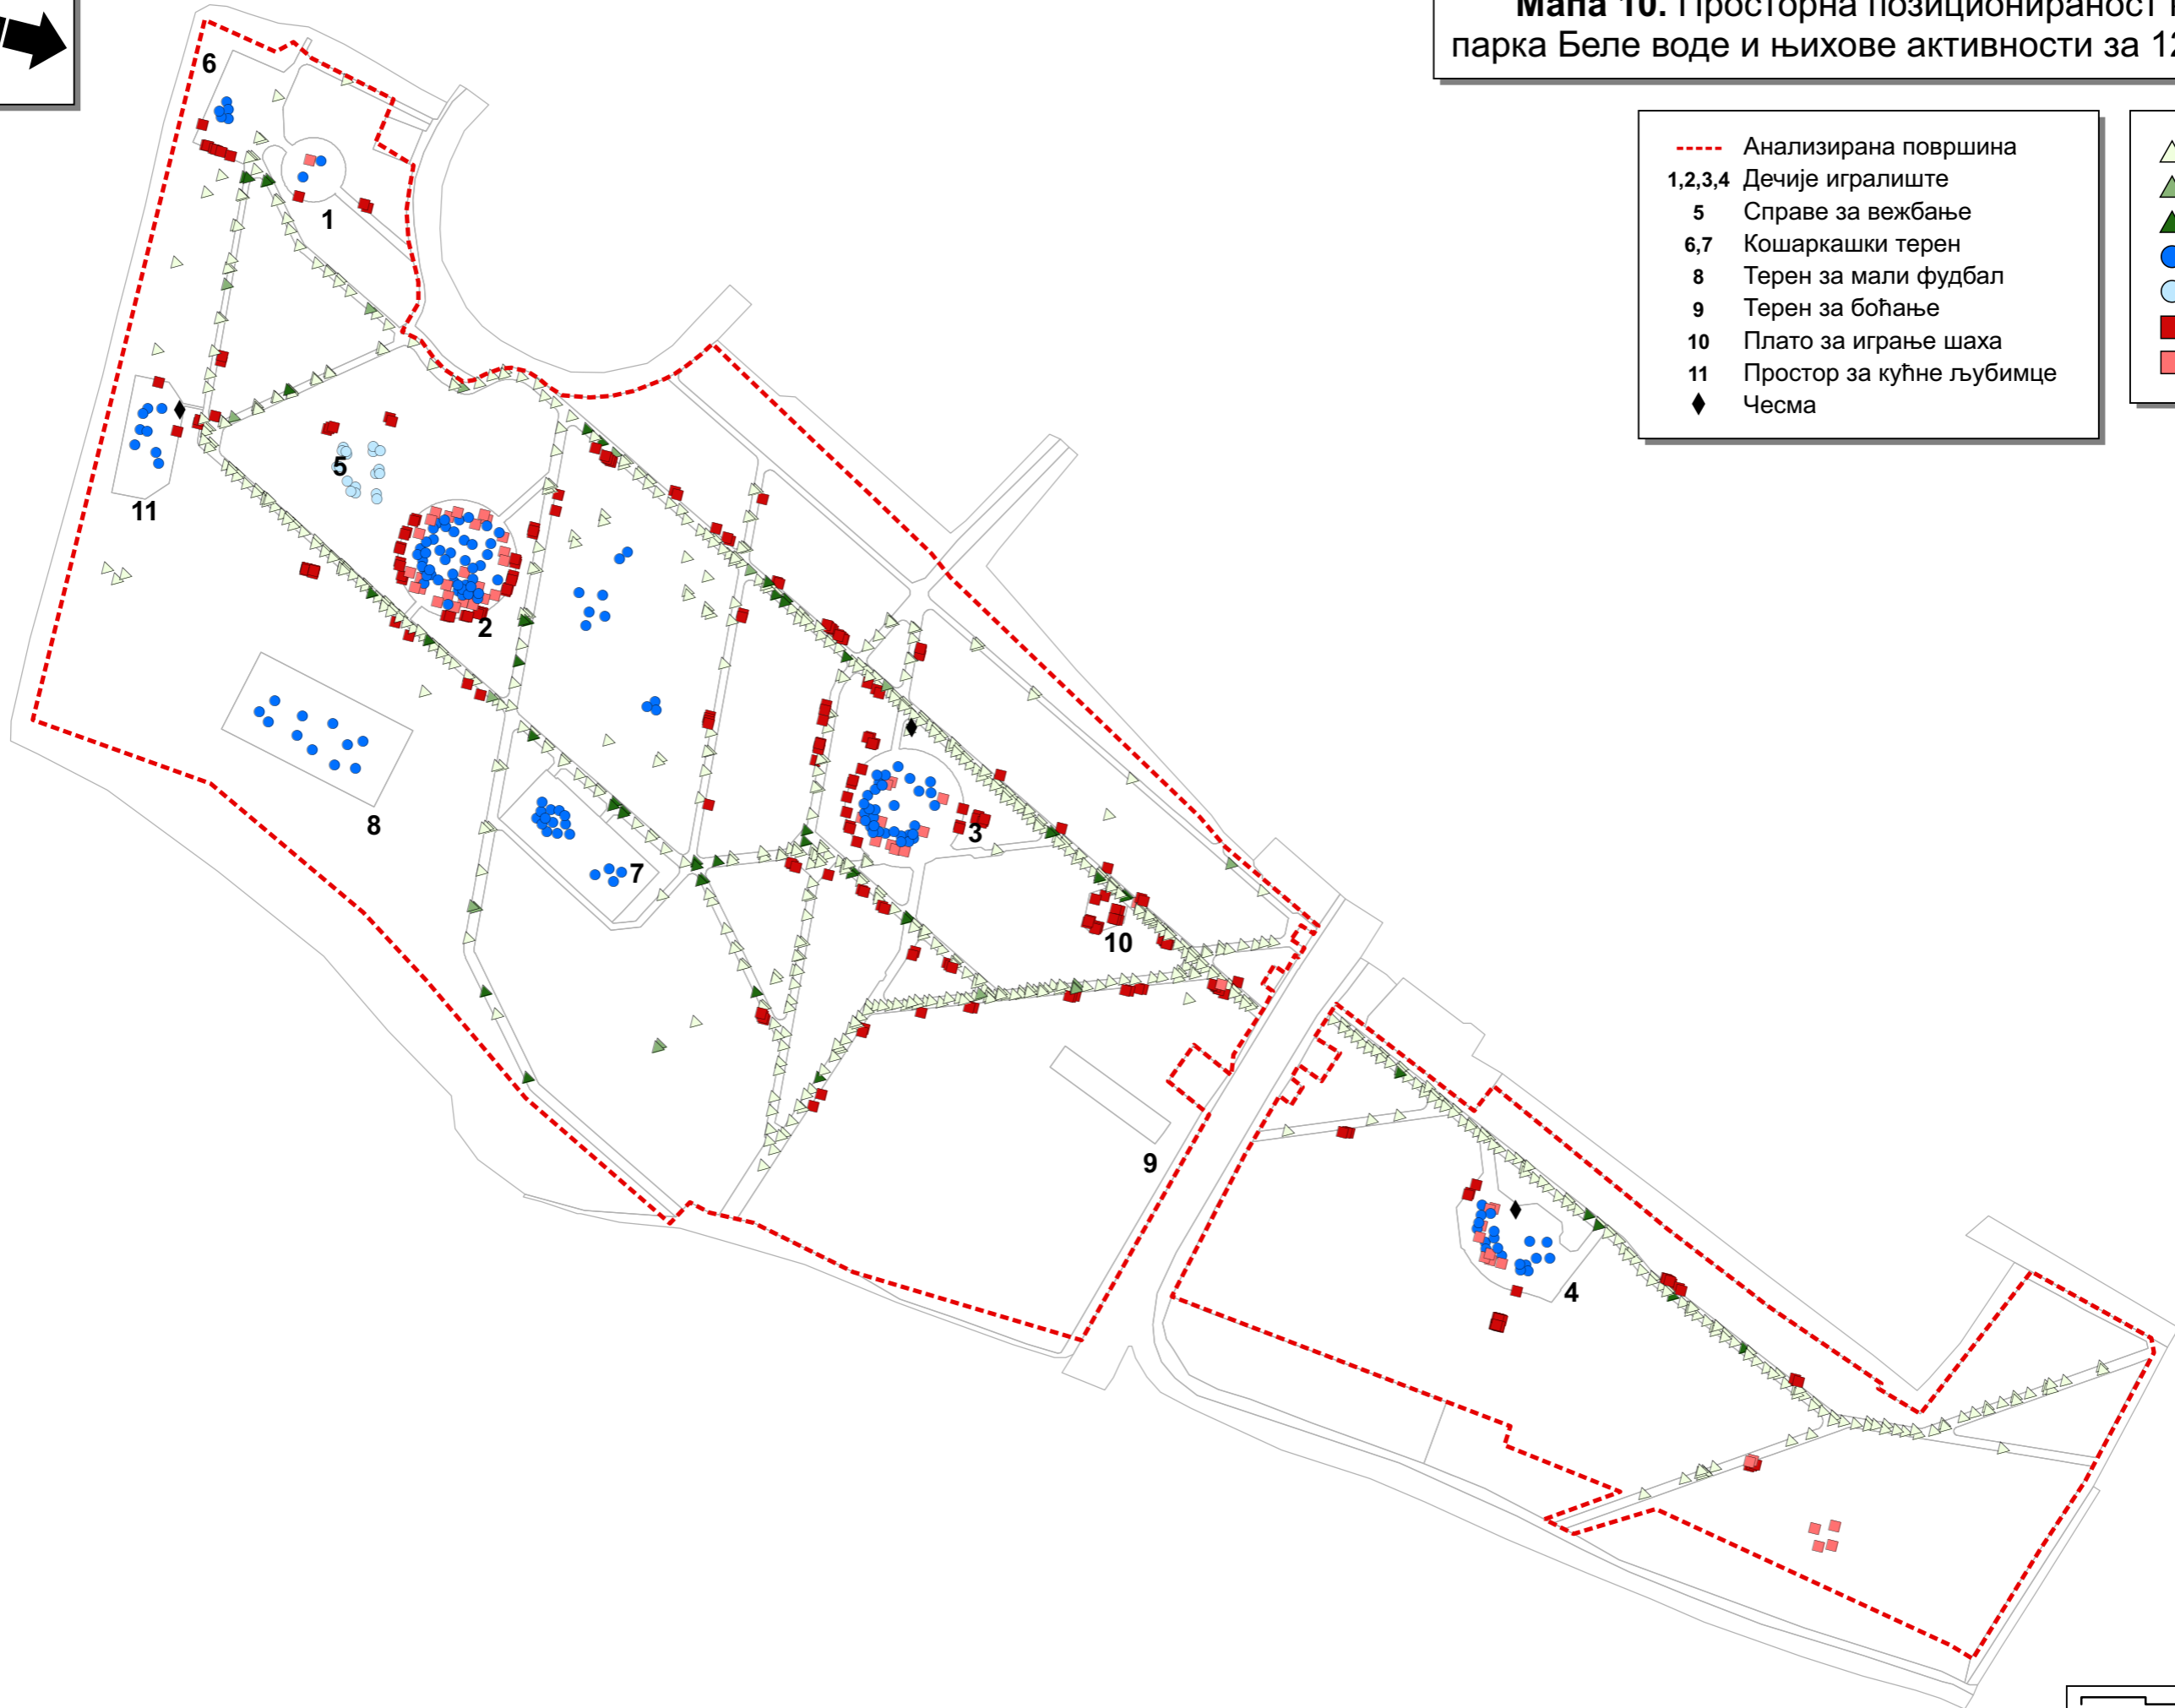 Мапа 10. Просторна позиционираност
парка Беле воде и њихове активности за 12
Анализирана површина
1,2,3,4 Дечије игралиште
5 Справе за вежбање
6,7 Кошаркашки терен
8 Терен за мали фудбал
9 Терен за боћање
10 Плато за играње шаха
11 Простор за кућне љубимце
Чесма
6
1
5
11
2
8
7
3
10
9
4